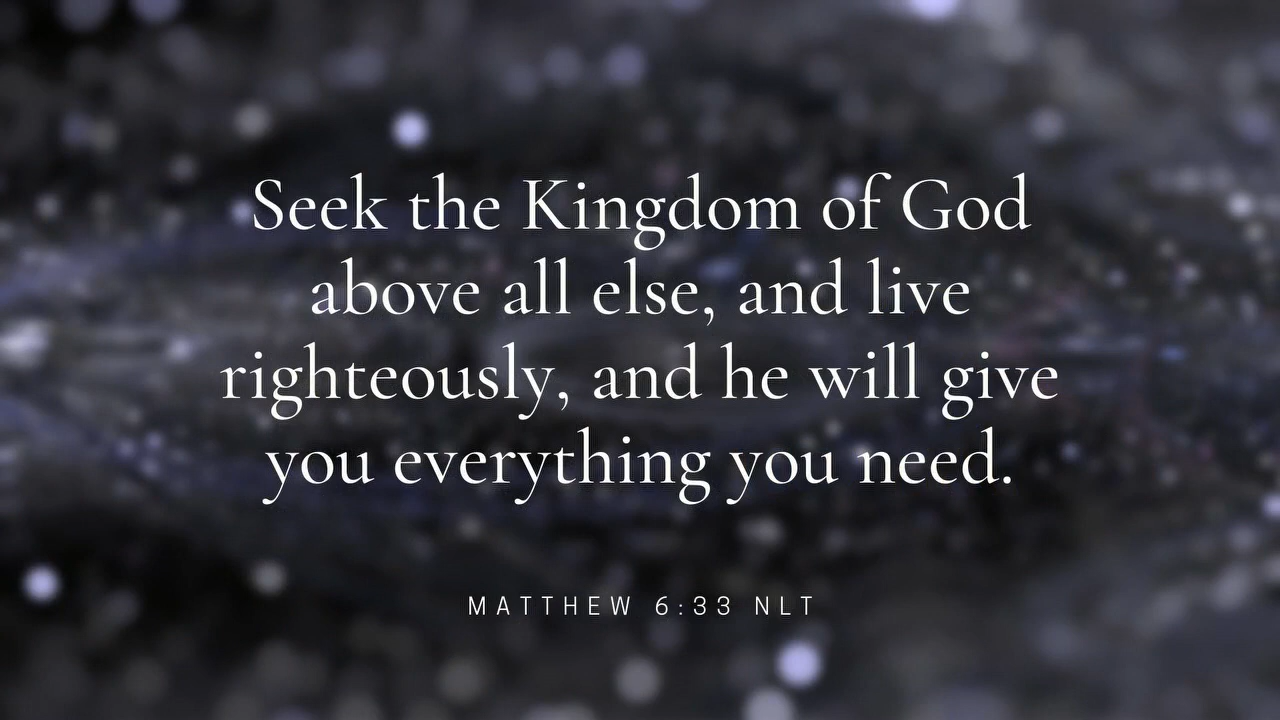 Seek the Kingdom of God
above all else, and live
righteously, and he will give
you everything you need.
MATTHEW 6:33 NLT